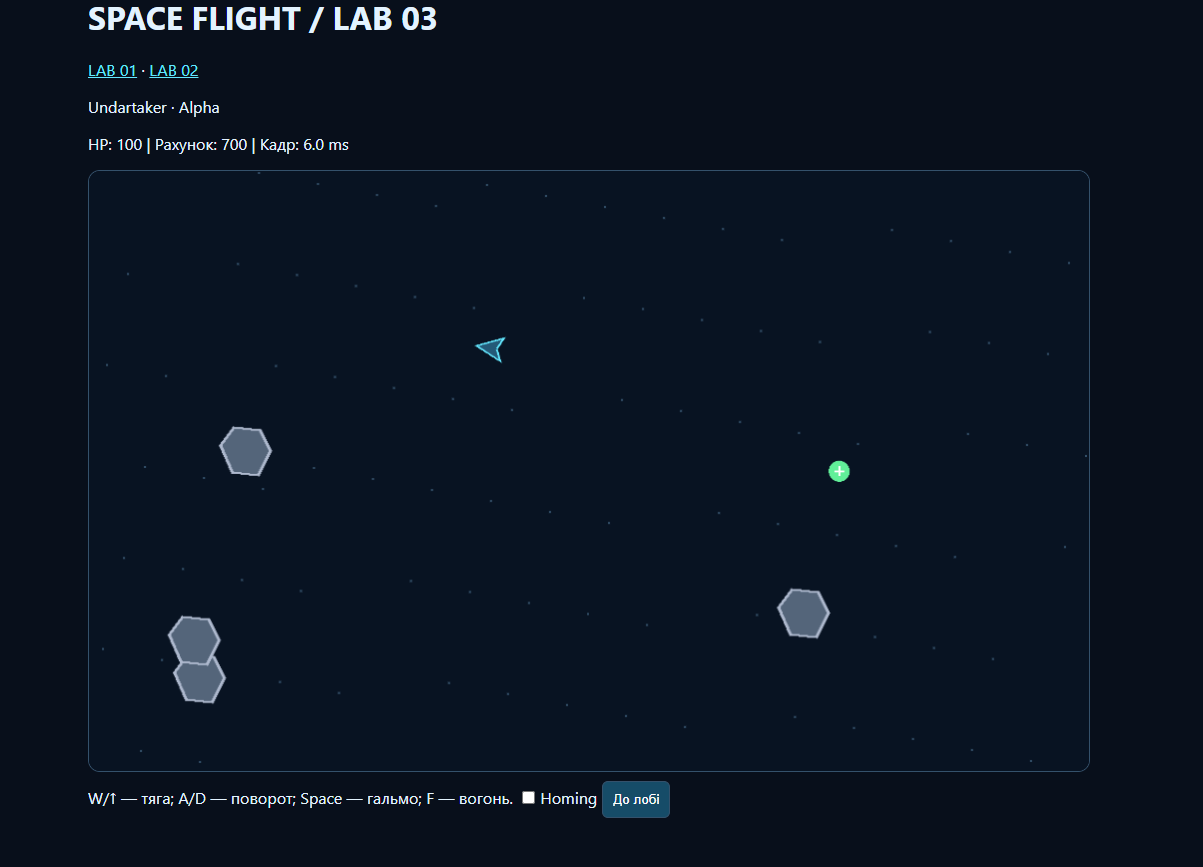 SPACE FLIGHT / LAB 03
LAB 01 · LAB 02
Undartaker · Alpha
HP: 100 | Рахунок: 700 | Кадр: 6.0 ms
+
W/↑ — тяга; A/D — поворот; Space — гальмо; F — вогонь. Homing До лобі